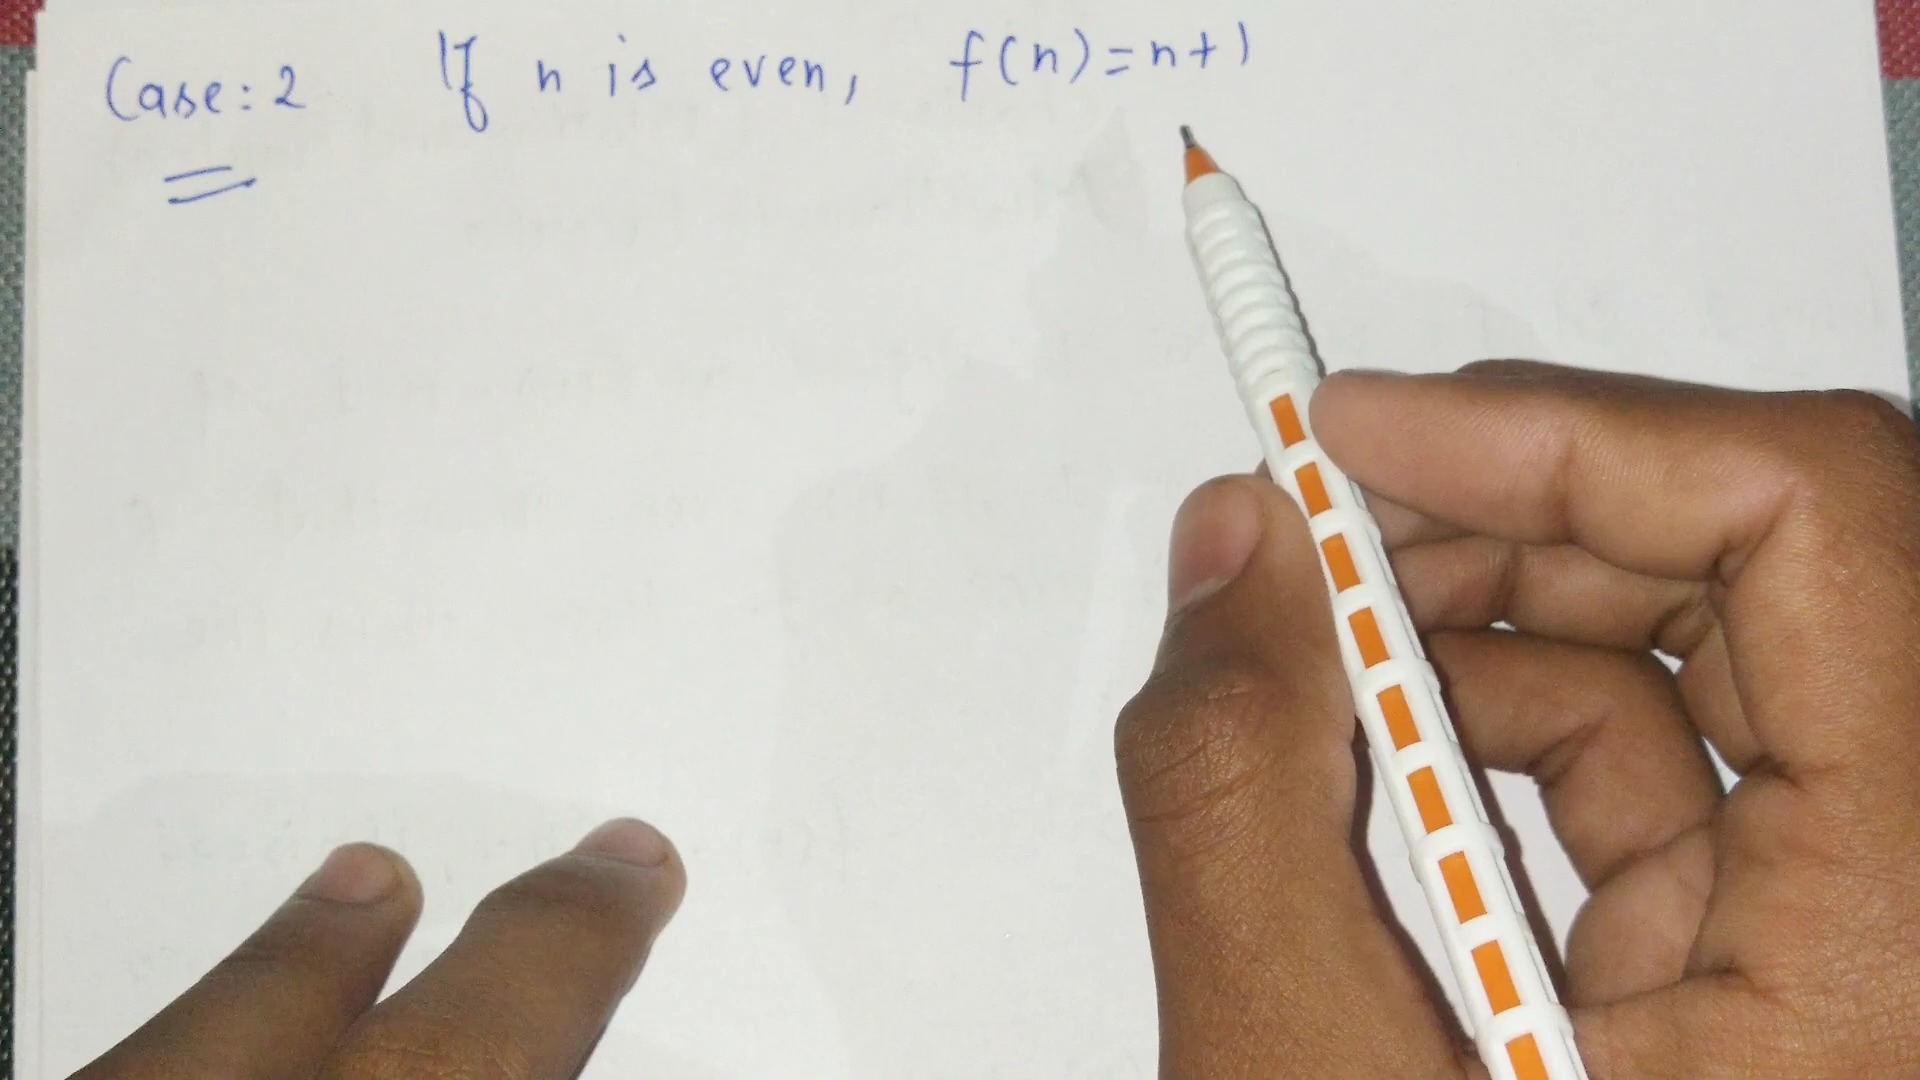 Case:2 If n is even, f(n)=n+1